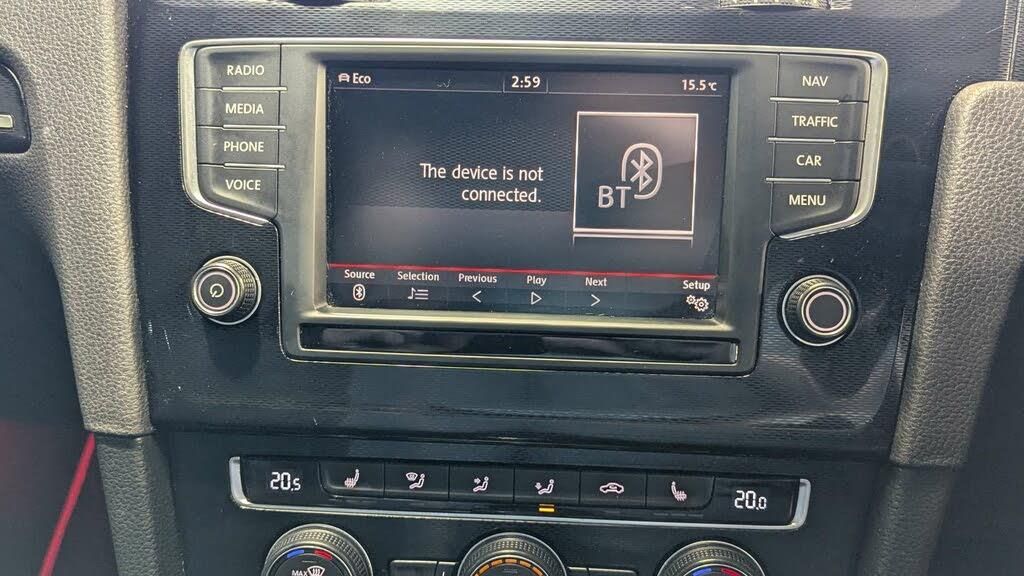 RADIO
MEDIA
PHONE
VOICE
Eco
2:59
15.5°C
The device is not
connected.
BT
Source
Selection
Previous
Play
Next
Setup
NAV
TRAFFIC
CAR
MENU
20.5
20.0
MAX